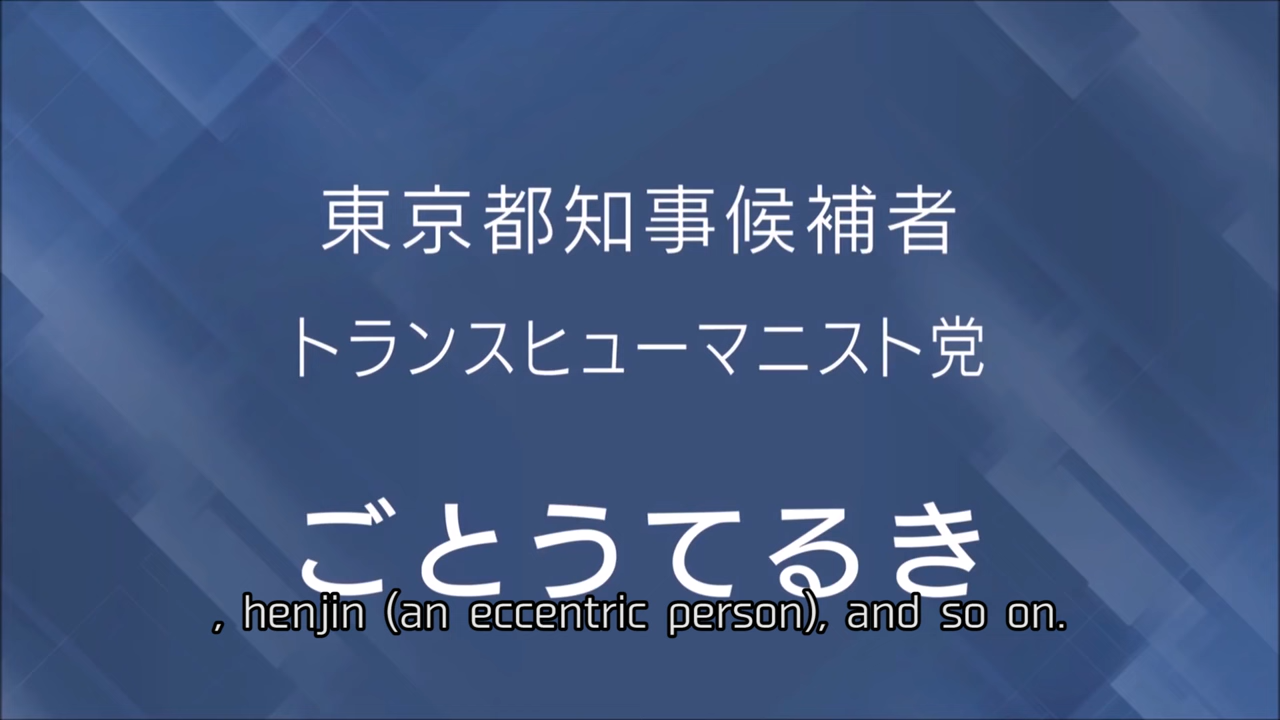 東京都知事候補者
トランスヒューマニスト党
ごとうてるき
, henjin (an eccentric person), and so on.